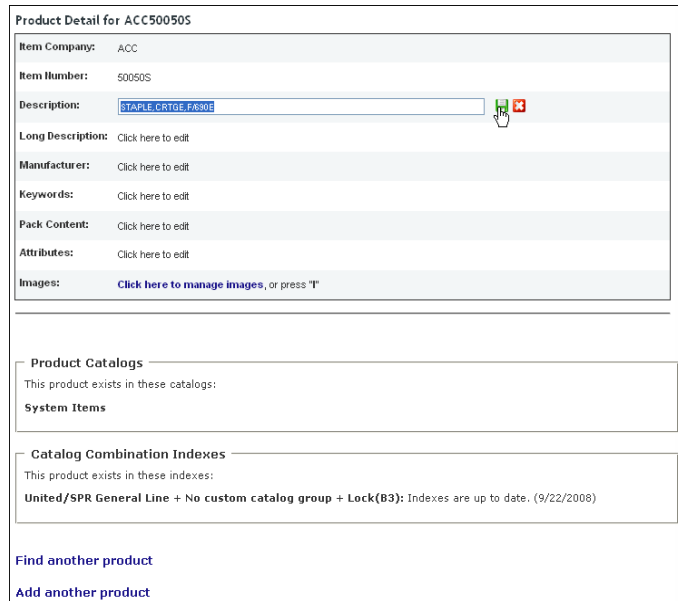 Product Detail for ACC50050S
Item Company: ACC
Item Number: 50050S
Description: STAPLE,CRTGE,F/690E
Long Description: Click here to edit
Manufacturer: Click here to edit
Keywords: Click here to edit
Pack Content: Click here to edit
Attributes: Click here to edit
Images: Click here to manage images, or press "I"
Product Catalogs
This product exists in these catalogs:
System Items
Catalog Combination Indexes
This product exists in these indexes:
United/SPR General Line + No custom catalog group + Lock(B3): Indexes are up to date. (9/22/2008)
Find another product
Add another product